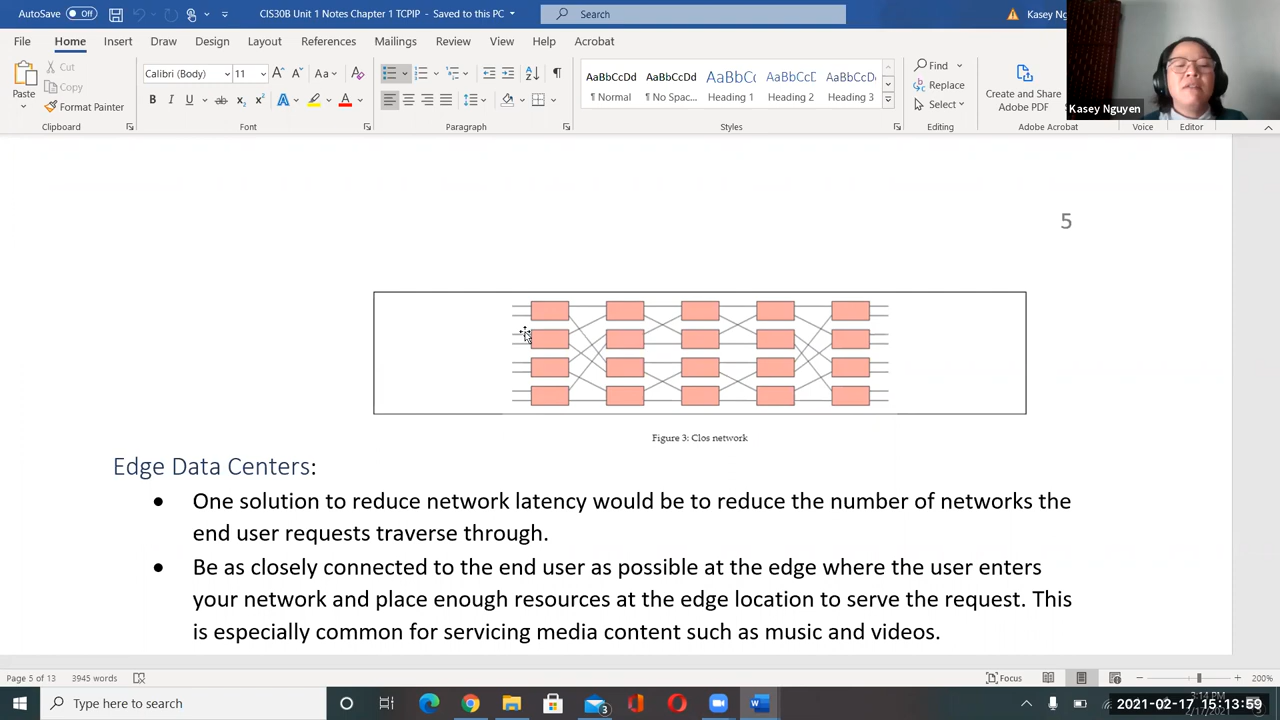 AutoSave Off
CIS30B Unit 1 Notes Chapter 1 TCPIP - Saved to this PC
Search
Kasey Ng
File Home Insert Draw Design Layout References Mailings Review View Help Acrobat
Paste
Cut
Copy
Format Painter
Calibri (Body) 11
AaBbCcDd AaBbCcDd AaBbCc AaBbCcD AaBbCcD
¶ Normal ¶ No Spac... Heading 1 Heading 2 Heading 3
Find
Replace
Select
Create and Share
Adobe PDF
Kasey Nguyen
Clipboard Font Paragraph Styles Editing Adobe Acrobat Voice Editor
5
Figure 3: Clos network
Edge Data Centers:
• One solution to reduce network latency would be to reduce the number of networks the
end user requests traverse through.
• Be as closely connected to the end user as possible at the edge where the user enters
your network and place enough resources at the edge location to serve the request. This
is especially common for servicing media content such as music and videos.
Page 5 of 13 3945 words
Focus
200%
Type here to search
3
2021-02-17 15:13:59